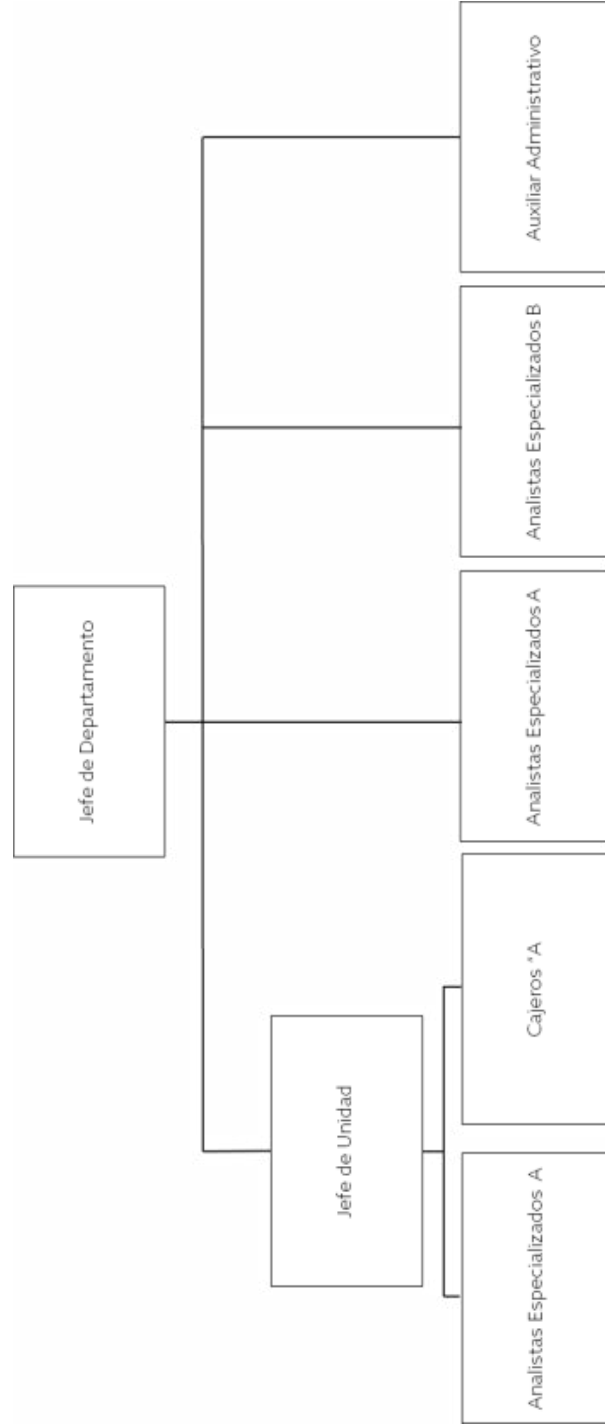 Jefe de Departamento
Jefe de Unidad
Analistas Especializados A
Cajeros "A
Analistas Especializados A
Analistas Especializados B
Auxiliar Administrativo